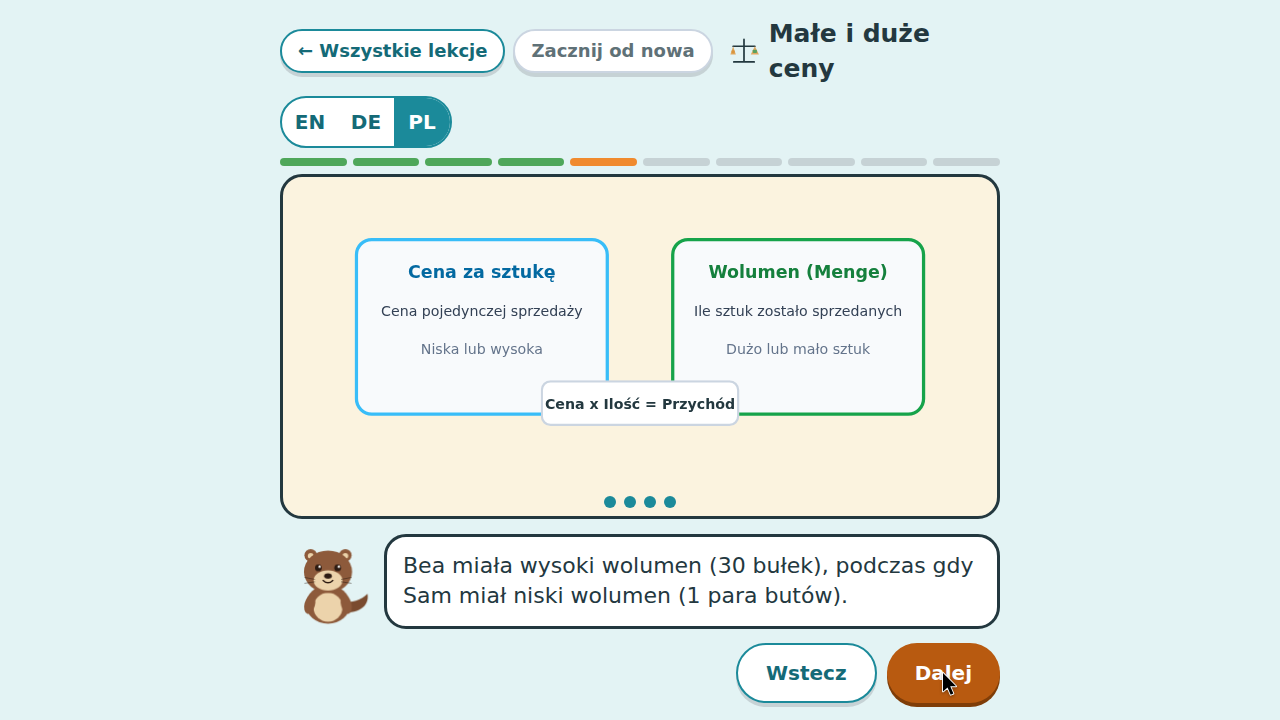 ← Wszystkie lekcje
Zacznij od nowa
Małe i duże
ceny
EN DE PL
Cena za sztukę
Cena pojedynczej sprzedaży
Niska lub wysoka
Wolumen (Menge)
Ile sztuk zostało sprzedanych
Dużo lub mało sztuk
Cena x Ilość = Przychód
Bea miała wysoki wolumen (30 bułek), podczas gdy
Sam miał niski wolumen (1 para butów).
Wstecz
Dalej